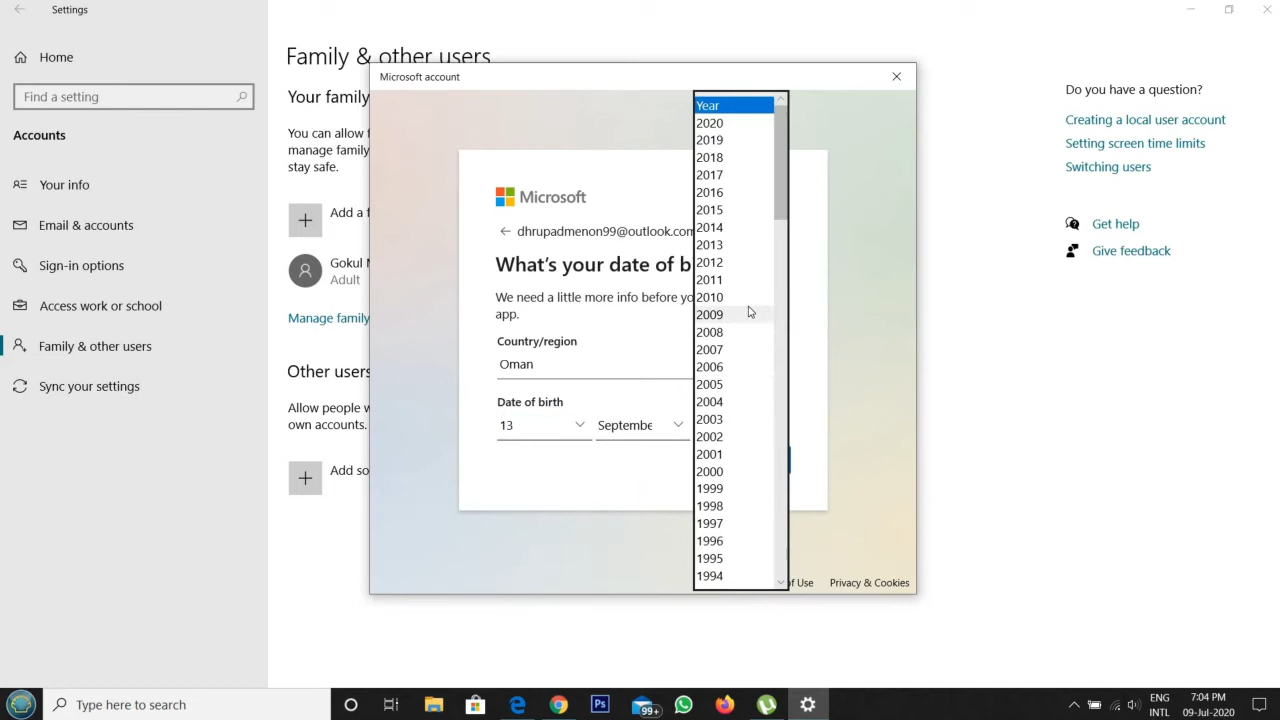 Settings
Home
Find a setting
Accounts
Your info
Email & accounts
Sign-in options
Access work or school
Family & other users
Sync your settings
Family & other users
Your family
You can allow
manage family
stay safe.
Add a
Gokul
Adult
Manage family
Other users
Allow people
own accounts.
Add so
Microsoft account
Microsoft
dhrupadmenon99@outlook.com
What's your date of b
We need a little more info before yo
app.
Country/region
Oman
Date of birth
13
Septembe
Year
2020
2019
2018
2017
2016
2015
2014
2013
2012
2011
2010
2009
2008
2007
2006
2005
2004
2003
2002
2001
2000
1999
1998
1997
1996
1995
1994
of Use
Privacy & Cookies
Do you have a question?
Creating a local user account
Setting screen time limits
Switching users
Get help
Give feedback
Type here to search
Ps
99+
ENG
INTL
7:04 PM
09-Jul-2020